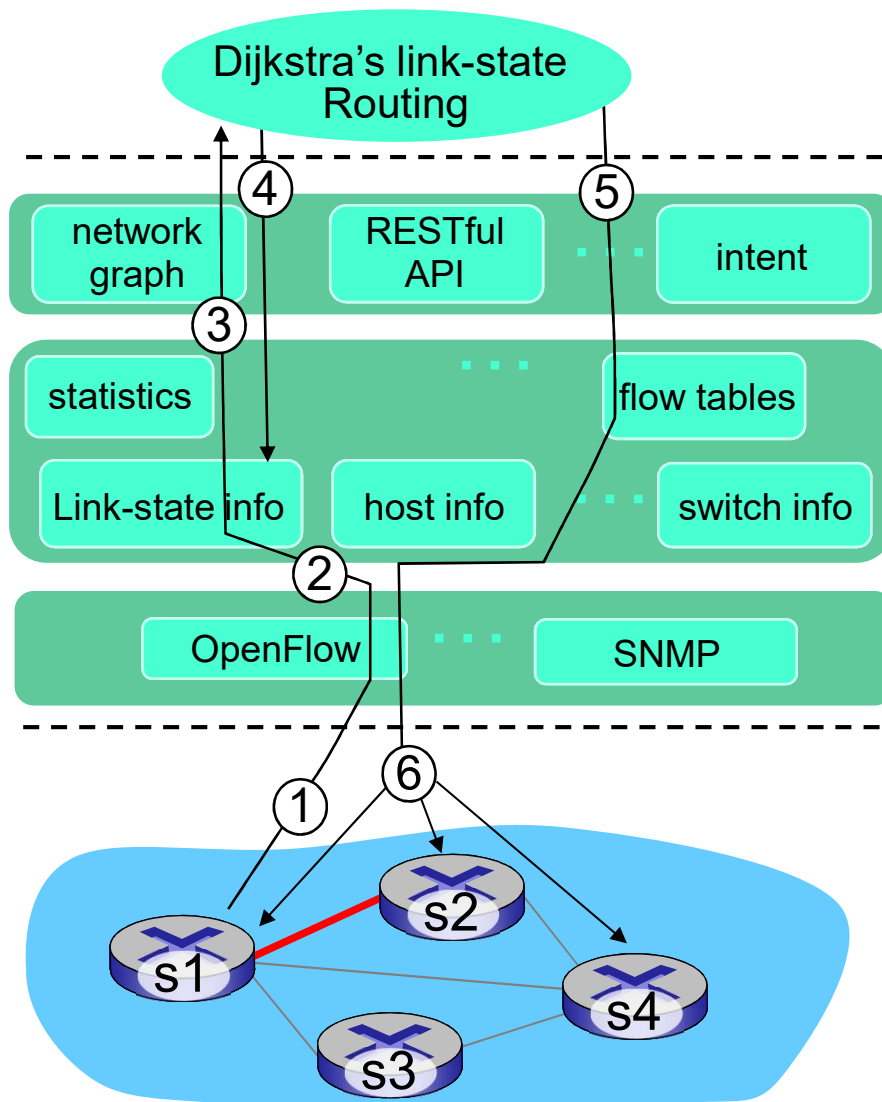 Dijkstra’s link-state
Routing
4
5
network
graph
RESTful
API
intent
3
statistics
flow tables
Link-state info
host info
switch info
2
OpenFlow
SNMP
1
6
s2
s1
s4
s3